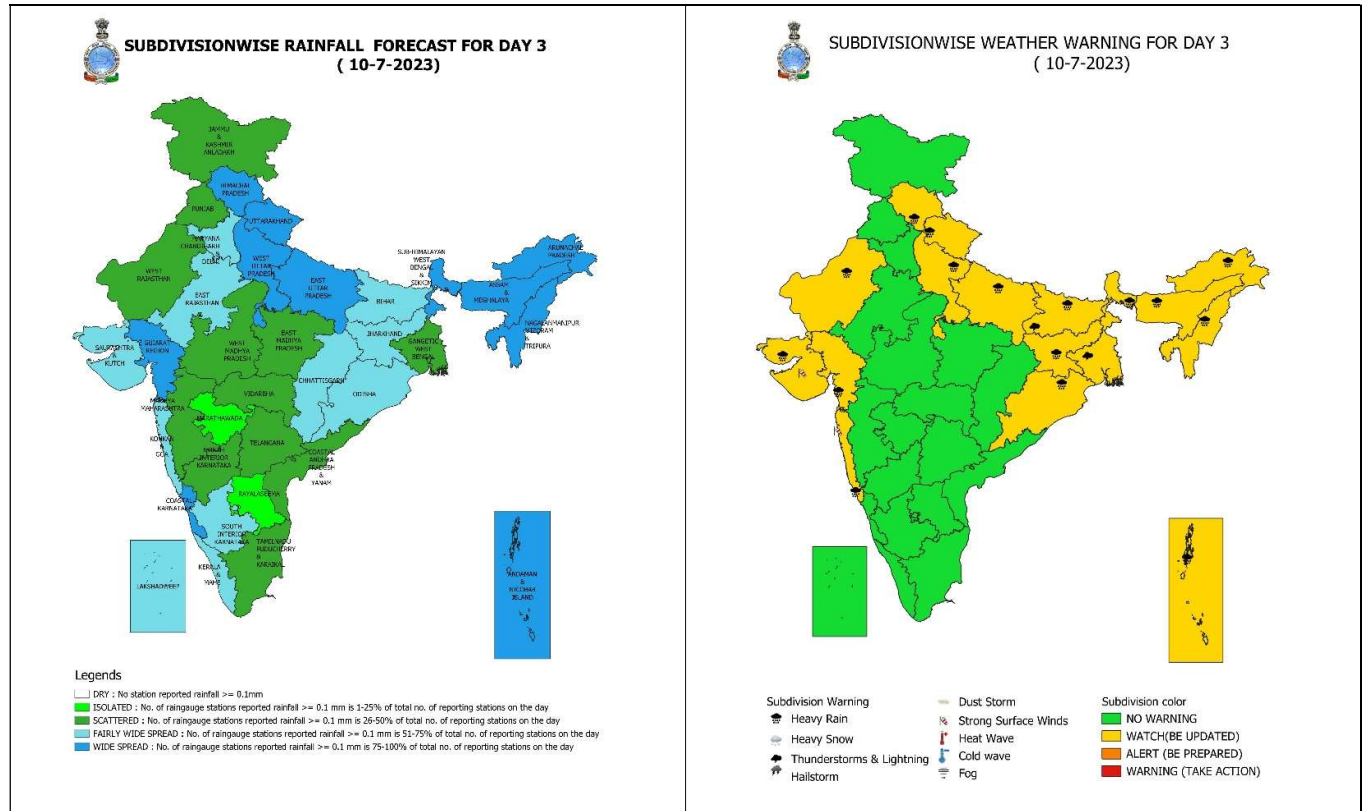 SUBDIVISIONWISE RAINFALL FORECAST FOR DAY 3
( 10-7-2023)
JAMMU
&
KASHMIR
ANLADAKH
HIMACHAL
PRADESH
PUNJAB
UTTARAKHAND
HARYANA
CHANDIGARH
&
DELHI
WEST
UTTAR
PRADESH
SUB-HIMALAYAN
WEST
BENGAL
&
SIKKIM
ARUNACHAL
PRADESH
WEST
RAJASTHAN
EAST
UTTAR
PRADESH
ASSAM
&
MEGHALAYA
EAST
RAJASTHAN
BIHAR
NAGALANMANIPUR
MIZORAM
&
TRIPURA
JHARKHAND
GUJARAT
REGION
SAURASHTRA
&
KUTCH
WEST
MADHYA
PRADESH
EAST
MADHYA
PRADESH
GANGETIC
WEST
BENGAL
CHHATTISGARH
ODISHA
VIDARBHA
MADHYA
MAHARASHTRA
MARATHAWADA
KONKAN
&
GOA
TELANGANA
INTERIOR
KARNATAKA
COASTAL
ANDHRA
PRADESH
&
YANAM
RAYALASEEMA
COASTAL
KARNATAKA
SOUTH
INTERIOR
KARNATAKA
TAMILNADU
PUDUCHERRY
&
KARAIKAL
KERALA
&
MAHE
LAKSHADWEEP
ANDAMAN
&
NICOBAR
ISLAND
Legends
DRY : No station reported rainfall >= 0.1mm
ISOLATED : No. of raingauge stations reported rainfall >= 0.1 mm is 1-25% of total no. of reporting stations on the day
SCATTERED : No. of raingauge stations reported rainfall >= 0.1 mm is 26-50% of total no. of reporting stations on the day
FAIRLY WIDE SPREAD : No. of raingauge stations reported rainfall >= 0.1 mm is 51-75% of total no. of reporting stations on the day
WIDE SPREAD : No. of raingauge stations reported rainfall >= 0.1 mm is 75-100% of total no. of reporting stations on the day
SUBDIVISIONWISE WEATHER WARNING FOR DAY 3
( 10-7-2023)
Subdivision Warning
Heavy Rain
Heavy Snow
Thunderstorms & Lightning
Hailstorm
Dust Storm
Strong Surface Winds
Heat Wave
Cold wave
Fog
Subdivision color
NO WARNING
WATCH(BE UPDATED)
ALERT (BE PREPARED)
WARNING (TAKE ACTION)